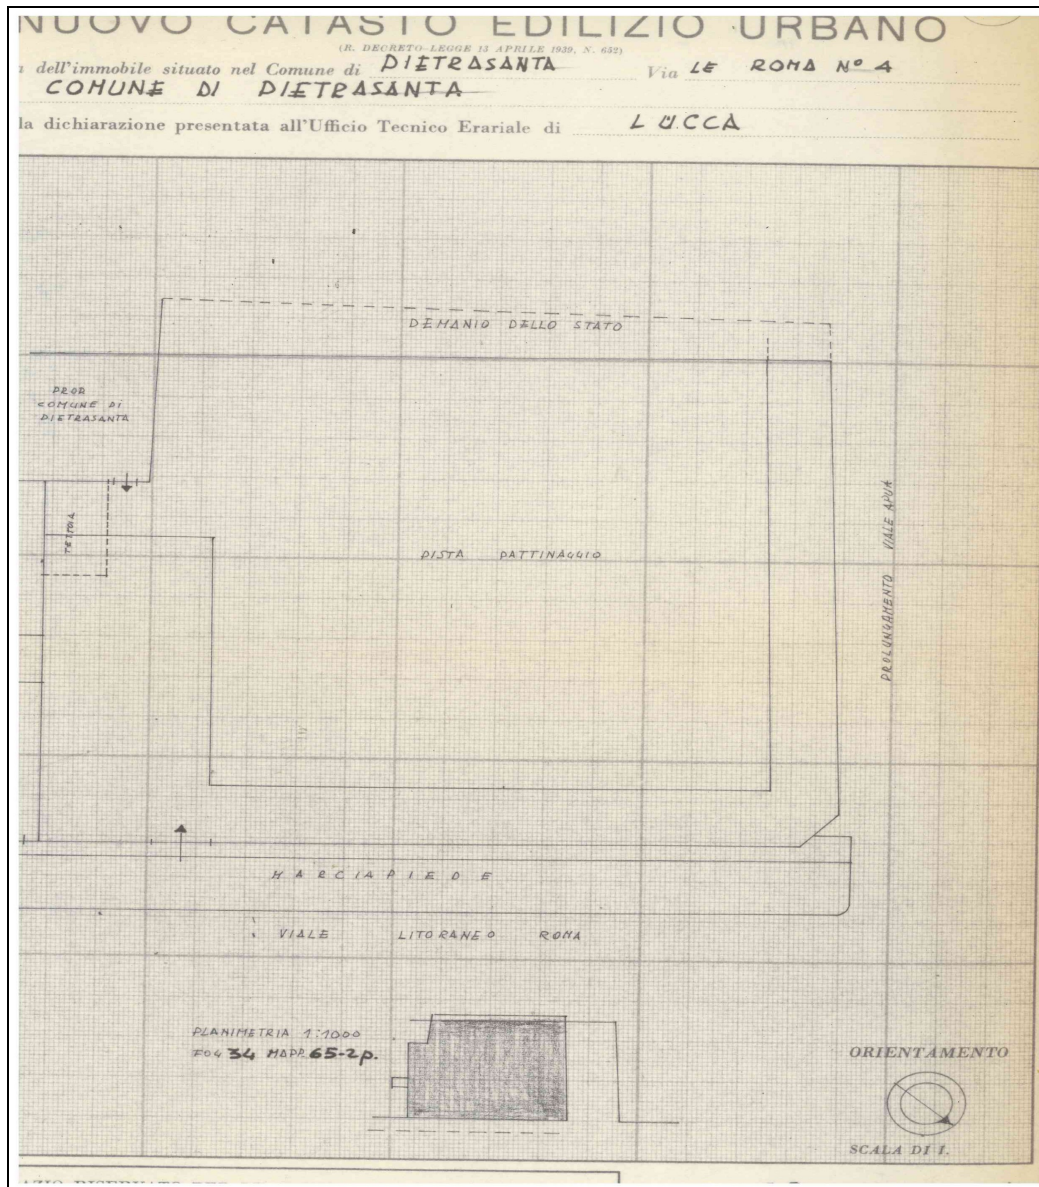 NUOVO CATASTO EDILIZIO URBANO
(R. DECRETO-LEGGE 13 APRILE 1939, N. 652)
dell'immobile situato nel Comune di PIETRASANTA Via LE ROMA Nº 4
COMUNE DI PIETRASANTA
la dichiarazione presentata all'Ufficio Tecnico Erariale di LUCCA
DEMANIO DELLO STATO
PROP
COMUNE DI
PIETRASANTA
TETTOIA
PISTA PATTINAGGIO
PROLUNGAMENTO VIALE APUA
MARCIAPIEDE
VIALE LITORANEO ROMA
PLANIMETRIA 1:1000
FOG 34 MAPP. 65-2p.
ORIENTAMENTO
SCALA DI I.